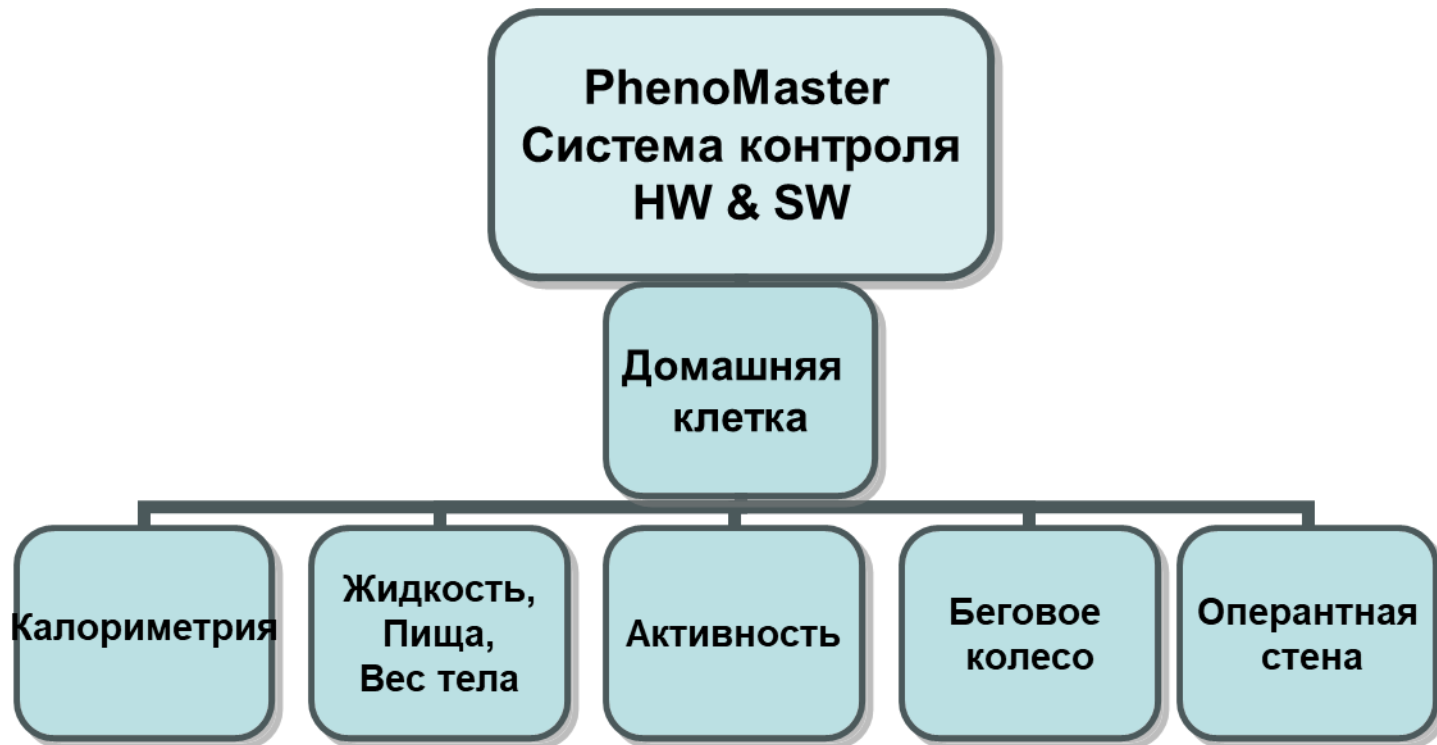 PhenoMaster
Система контроля
HW & SW
Домашняя
клетка
Калориметрия
Жидкость,
Пища,
Вес тела
Активность
Беговое
колесо
Оперантная
стена